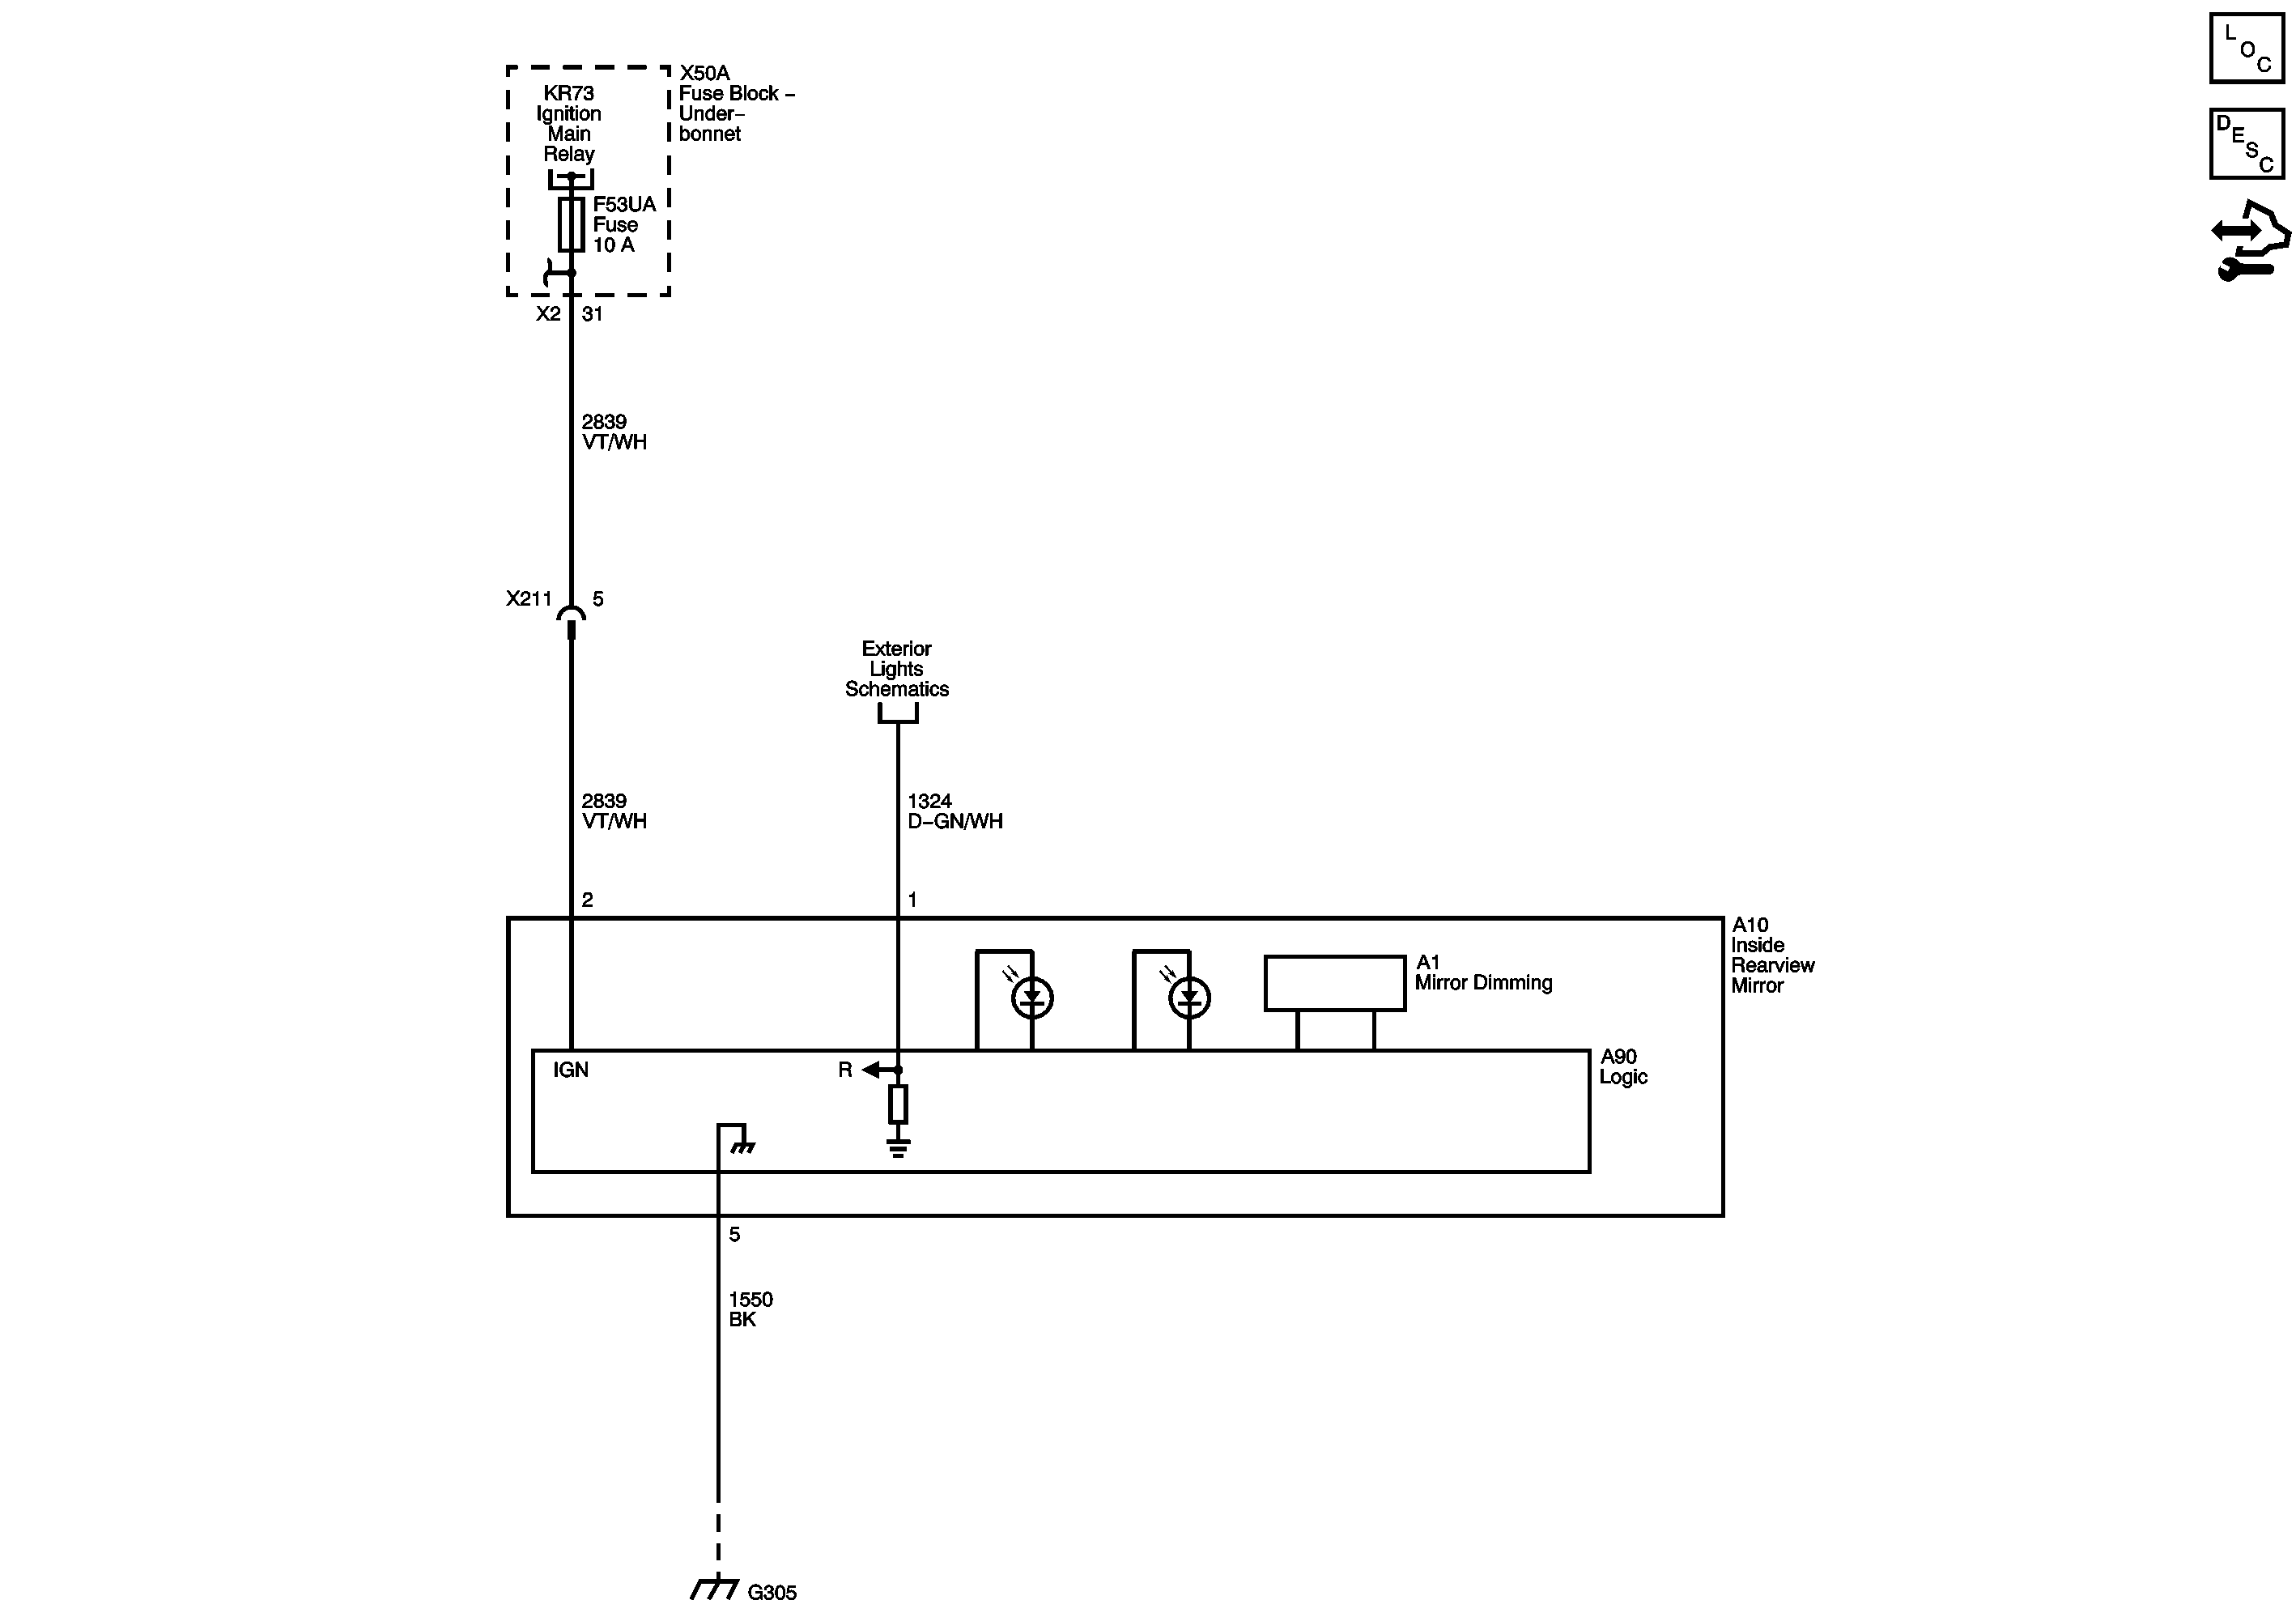 L
O
C
D
E
S
C
X50A
Fuse Block –
Under–
bonnet
KR73
Ignition
Main
Relay
F53UA
Fuse
10 A
X2 31
2839
VT/WH
X211 5
Exterior
Lights
Schematics
2839
VT/WH
1324
D–GN/WH
2 1
A10
Inside
Rearview
Mirror
A1
Mirror Dimming
IGN
R
A90
Logic
5
1550
BK
G305